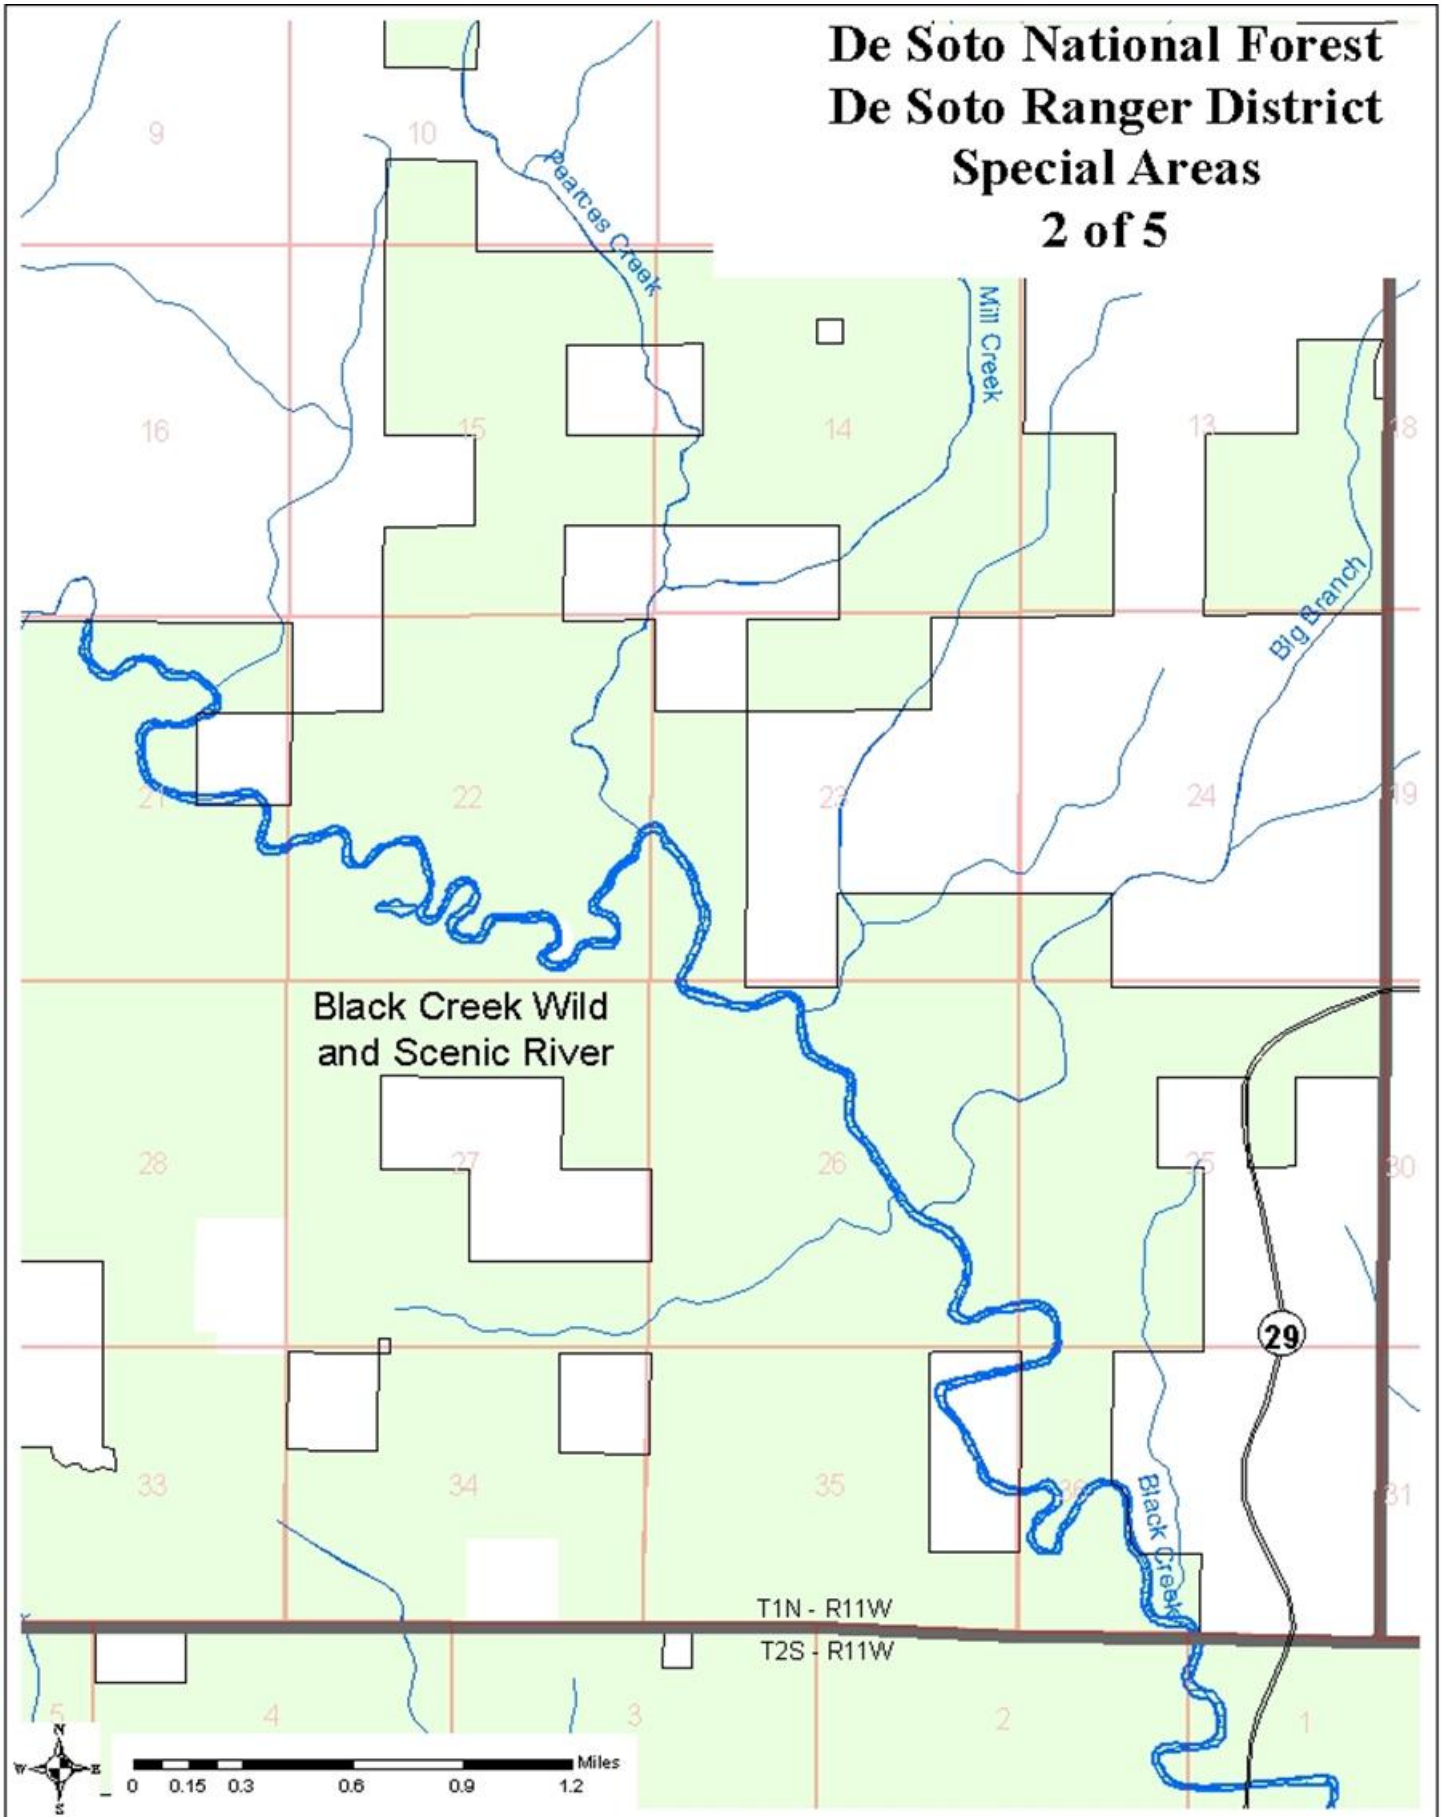 De Soto National Forest
De Soto Ranger District
Special Areas
2 of 5
9
10
Pearces Creek
Mill Creek
16
15
14
13
18
Big Branch
21
22
23
24
19
Black Creek Wild
and Scenic River
28
27
26
25
30
29
33
34
35
36
31
Black Creek
T1N - R11W
T2S - R11W
5
4
3
2
1
N
W
E
S
0
0.15
0.3
0.6
0.9
1.2
Miles